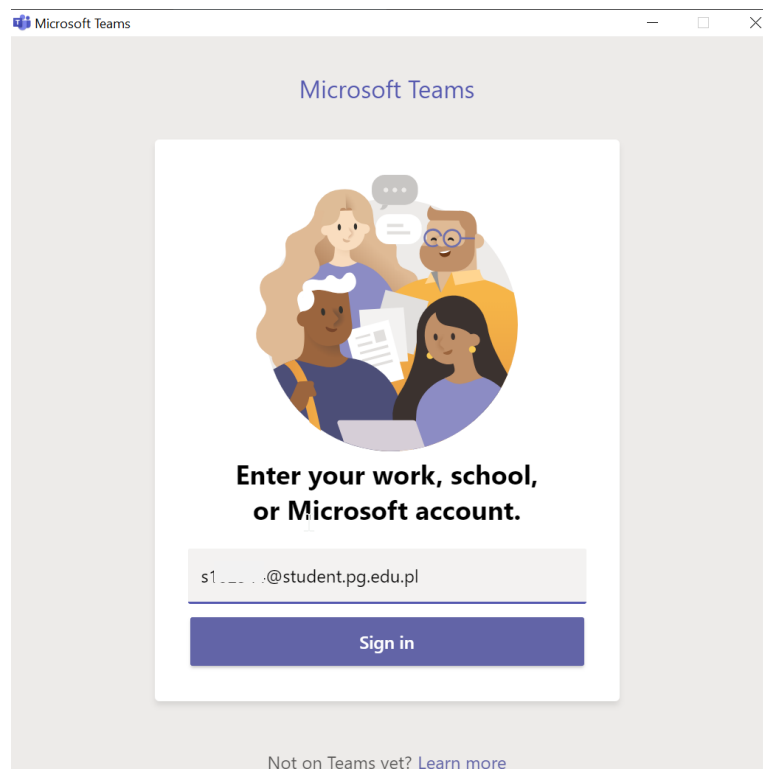 Microsoft Teams
Microsoft Teams
Enter your work, school,
or Microsoft account.
@student.pg.edu.pl
Sign in
Not on Teams yet? Learn more